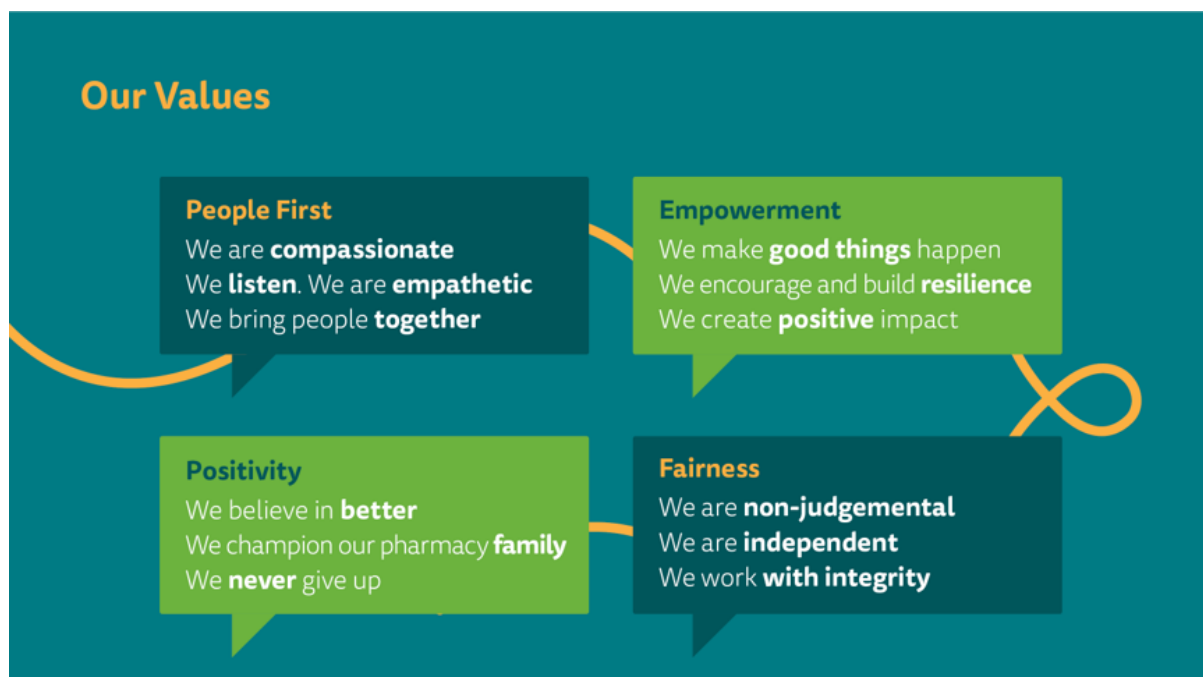 Our Values
People First
We are compassionate
We listen. We are empathetic
We bring people together
Empowerment
We make good things happen
We encourage and build resilience
We create positive impact
Positivity
We believe in better
We champion our pharmacy family
We never give up
Fairness
We are non-judgemental
We are independent
We work with integrity